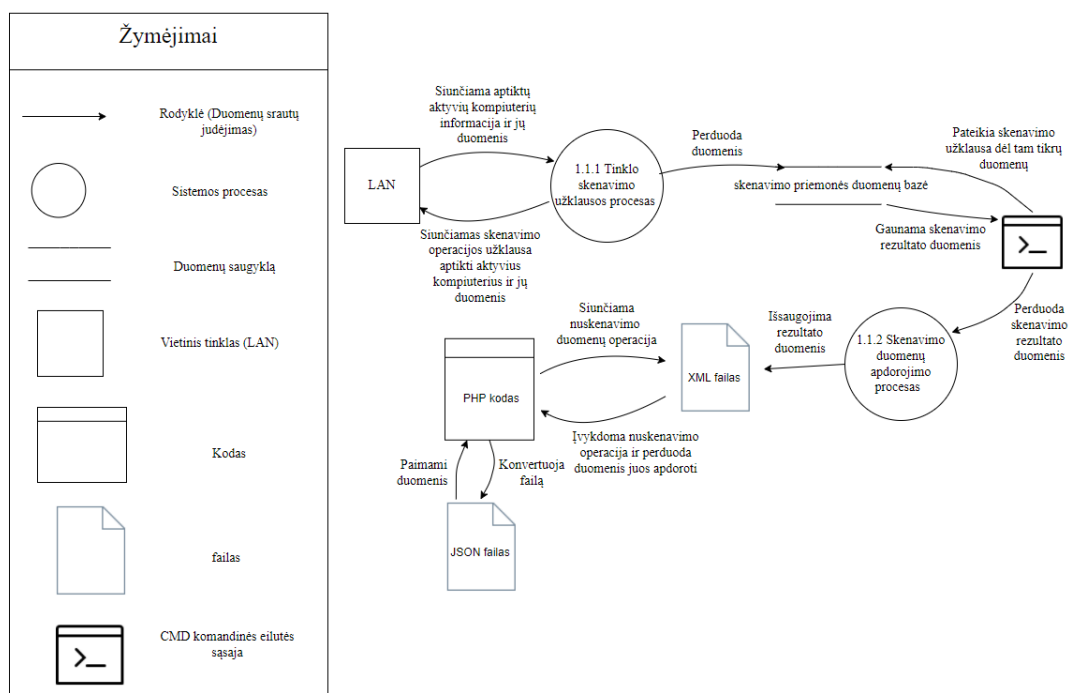 Žymėjimai
Rodyklė (Duomenų srautų
judėjimas)
Sistemos procesas
Duomenų saugyklą
Vietinis tinklas (LAN)
Kodas
failas
CMD komandinės eilutės
sąsaja
Siunčiama aptiktų
aktyvių kompiuterių
informacija ir jų
duomenis
LAN
1.1.1 Tinklo
skenavimo
užklausos procesas
Siunčiamas skenavimo
operacijos užklausa
aptikti aktyvius
kompiuterius ir jų
duomenis
Perduoda
duomenis
skenavimo priemonės duomenų bazė
Pateikia skenavimo
užklausa dėl tam tikrų
duomenų
Gaunama skenavimo
rezultato duomenis
Perduoda
skenavimo
rezultato
duomenis
1.1.2 Skenavimo
duomenų
apdorojimo
procesas
Išsaugojima
rezultato
duomenis
XML failas
Siunčiama
nuskenavimo
duomenų operacija
PHP kodas
Įvykdoma nuskenavimo
operacija ir perduoda
duomenis juos apdoroti
Paimami
duomenis
Konvertuoja
failą
JSON failas